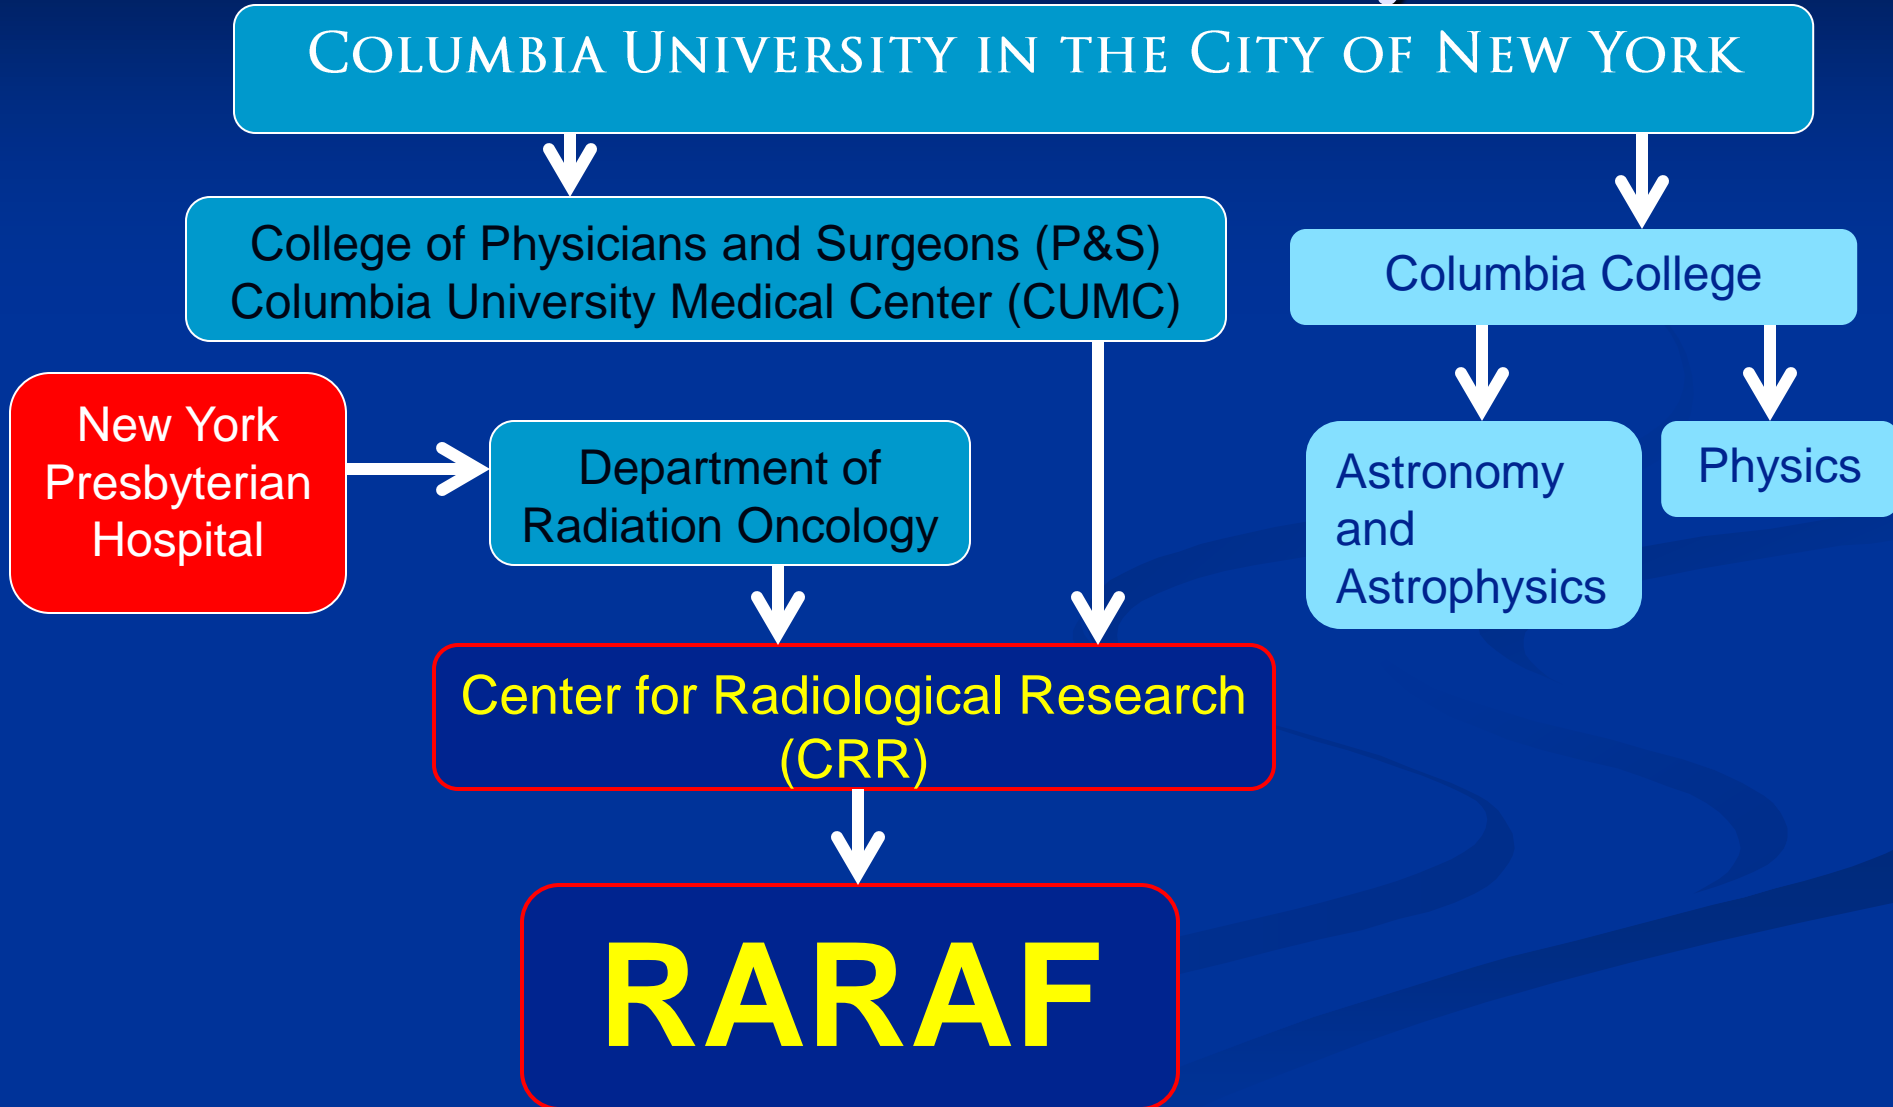 Columbia University in the City of New York
College of Physicians and Surgeons (P&S)
Columbia University Medical Center (CUMC)
Columbia College
New York
Presbyterian
Hospital
Department of
Radiation Oncology
Astronomy
and
Astrophysics
Physics
Center for Radiological Research
(CRR)
RARAF